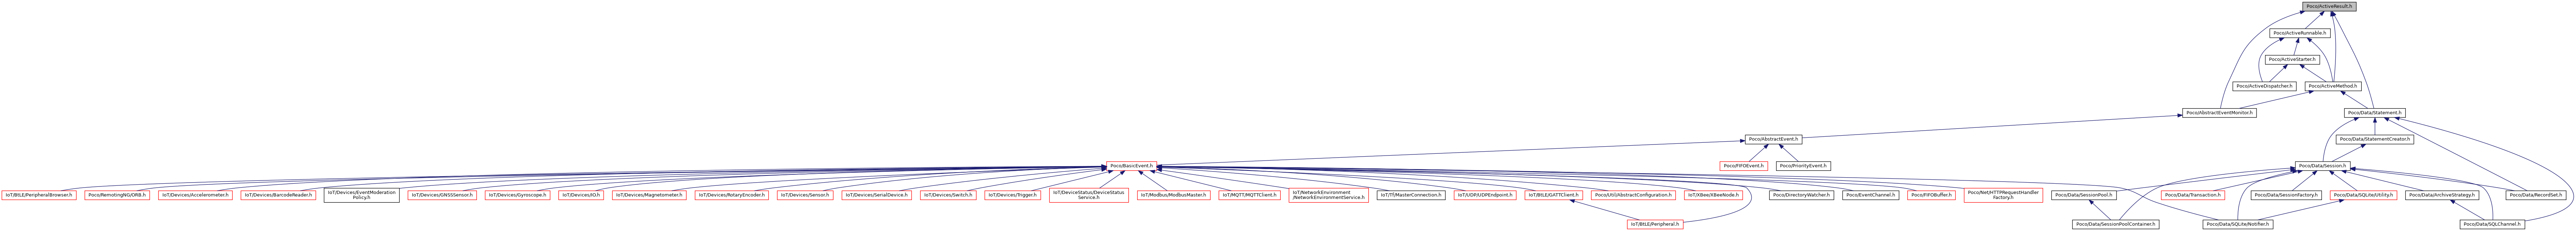 Poco/ActiveResult.h
Poco/ActiveRunnable.h
Poco/ActiveStarter.h
Poco/ActiveDispatcher.h
Poco/ActiveMethod.h
Poco/AbstractEventMonitor.h
Poco/Data/Statement.h
Poco/AbstractEvent.h
Poco/Data/StatementCreator.h
Poco/BasicEvent.h
Poco/FIFOEvent.h
Poco/PriorityEvent.h
Poco/Data/Session.h
IoT/BtLE/PeripheralBrowser.h
Poco/RemotingNG/ORB.h
IoT/Devices/Accelerometer.h
IoT/Devices/BarcodeReader.h
IoT/Devices/EventModeration
Policy.h
IoT/Devices/GNSSSensor.h
IoT/Devices/Gyroscope.h
IoT/Devices/IO.h
IoT/Devices/Magnetometer.h
IoT/Devices/RotaryEncoder.h
IoT/Devices/Sensor.h
IoT/Devices/SerialDevice.h
IoT/Devices/Switch.h
IoT/Devices/Trigger.h
IoT/DeviceStatus/DeviceStatus
Service.h
IoT/Modbus/ModbusMaster.h
IoT/MQTT/MQTTClient.h
IoT/NetworkEnvironment
/NetworkEnvironmentService.h
IoT/Tf/MasterConnection.h
IoT/UDP/UDPEndpoint.h
IoT/BtLE/GATTClient.h
Poco/Util/AbstractConfiguration.h
IoT/XBee/XBeeNode.h
Poco/DirectoryWatcher.h
Poco/EventChannel.h
Poco/FIFOBuffer.h
Poco/Net/HTTPRequestHandler
Factory.h
Poco/Data/SessionPool.h
Poco/Data/Transaction.h
Poco/Data/SessionFactory.h
Poco/Data/SQLite/Utility.h
Poco/Data/ArchiveStrategy.h
Poco/Data/RecordSet.h
IoT/BtLE/Peripheral.h
Poco/Data/SessionPoolContainer.h
Poco/Data/SQLite/Notifier.h
Poco/Data/SQLChannel.h